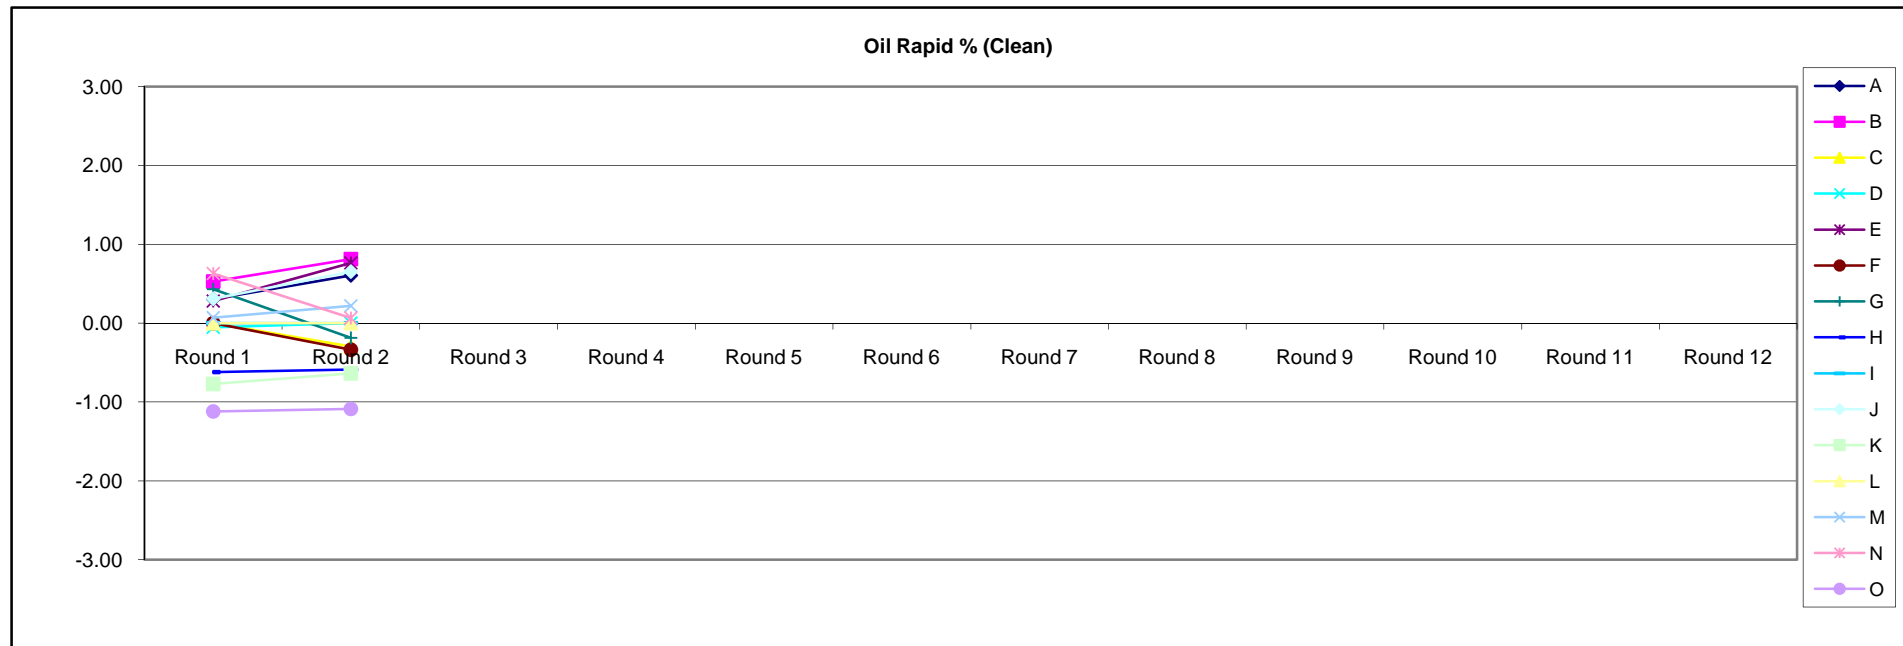 Oil Rapid % (Clean)
3.00
2.00
1.00
0.00
-1.00
-2.00
-3.00
Round 1 Round 2 Round 3 Round 4 Round 5 Round 6 Round 7 Round 8 Round 9 Round 10 Round 11 Round 12
A
B
C
D
E
F
G
H
I
J
K
L
M
N
O